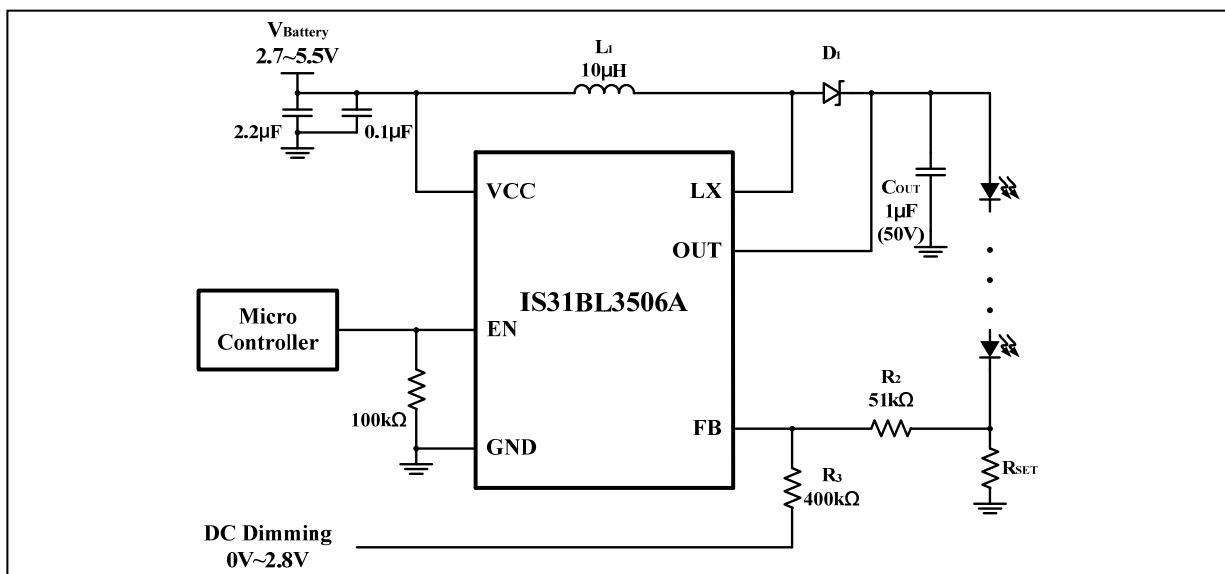 VBattery
2.7~5.5V
L1
10µH
D1
2.2µF
0.1µF
VCC
LX
COUT
1µF
(50V)
OUT
IS31BL3506A
Micro
Controller
EN
100kΩ
GND
FB
R2
51kΩ
RSET
R3
400kΩ
DC Dimming
0V~2.8V